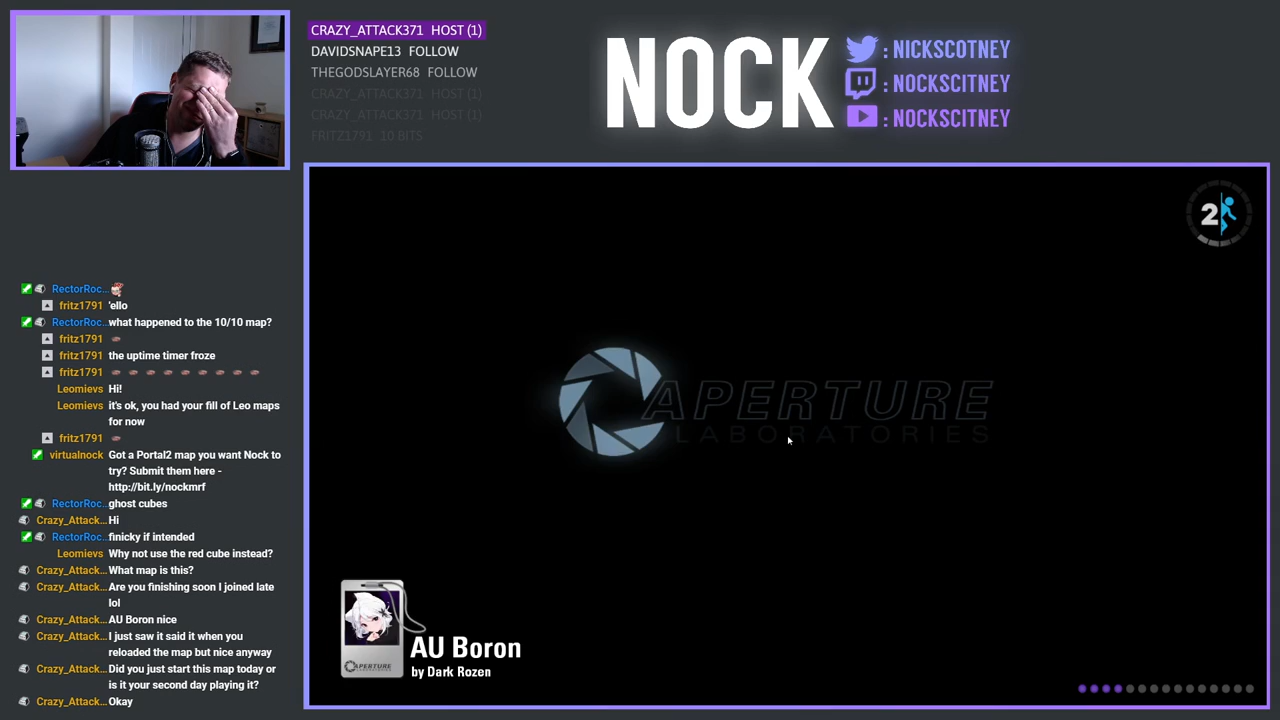 CRAZY_ATTACK371 HOST (1)
DAVIDSNAPE13 FOLLOW
THEGODSLAYER68 FOLLOW
CRAZY_ATTACK371 HOST (1)
CRAZY_ATTACK371 HOST (1)
FRITZ1791 10 BITS
NOCK
: NICKSCOTNEY
: NOCKSCITNEY
: NOCKSCITNEY
2
RectorRoc...
fritz1791 'ello
RectorRoc... what happened to the 10/10 map?
fritz1791
fritz1791 the uptime timer froze
fritz1791
Leomievs Hi!
Leomievs it's ok, you had your fill of Leo maps
for now
fritz1791
virtualnock Got a Portal2 map you want Nock to
try? Submit them here -
http://bit.ly/nockmrf
RectorRoc... ghost cubes
Crazy_Attack... Hi
RectorRoc... finicky if intended
Leomievs Why not use the red cube instead?
Crazy_Attack... What map is this?
Crazy_Attack... Are you finishing soon I joined late
lol
Crazy_Attack... AU Boron nice
Crazy_Attack... I just saw it said it when you
reloaded the map but nice anyway
Crazy_Attack... Did you just start this map today or
is it your second day playing it?
Crazy_Attack... Okay
APERTURE
LABORATORIES
APERTURE
AU Boron
by Dark Rozen